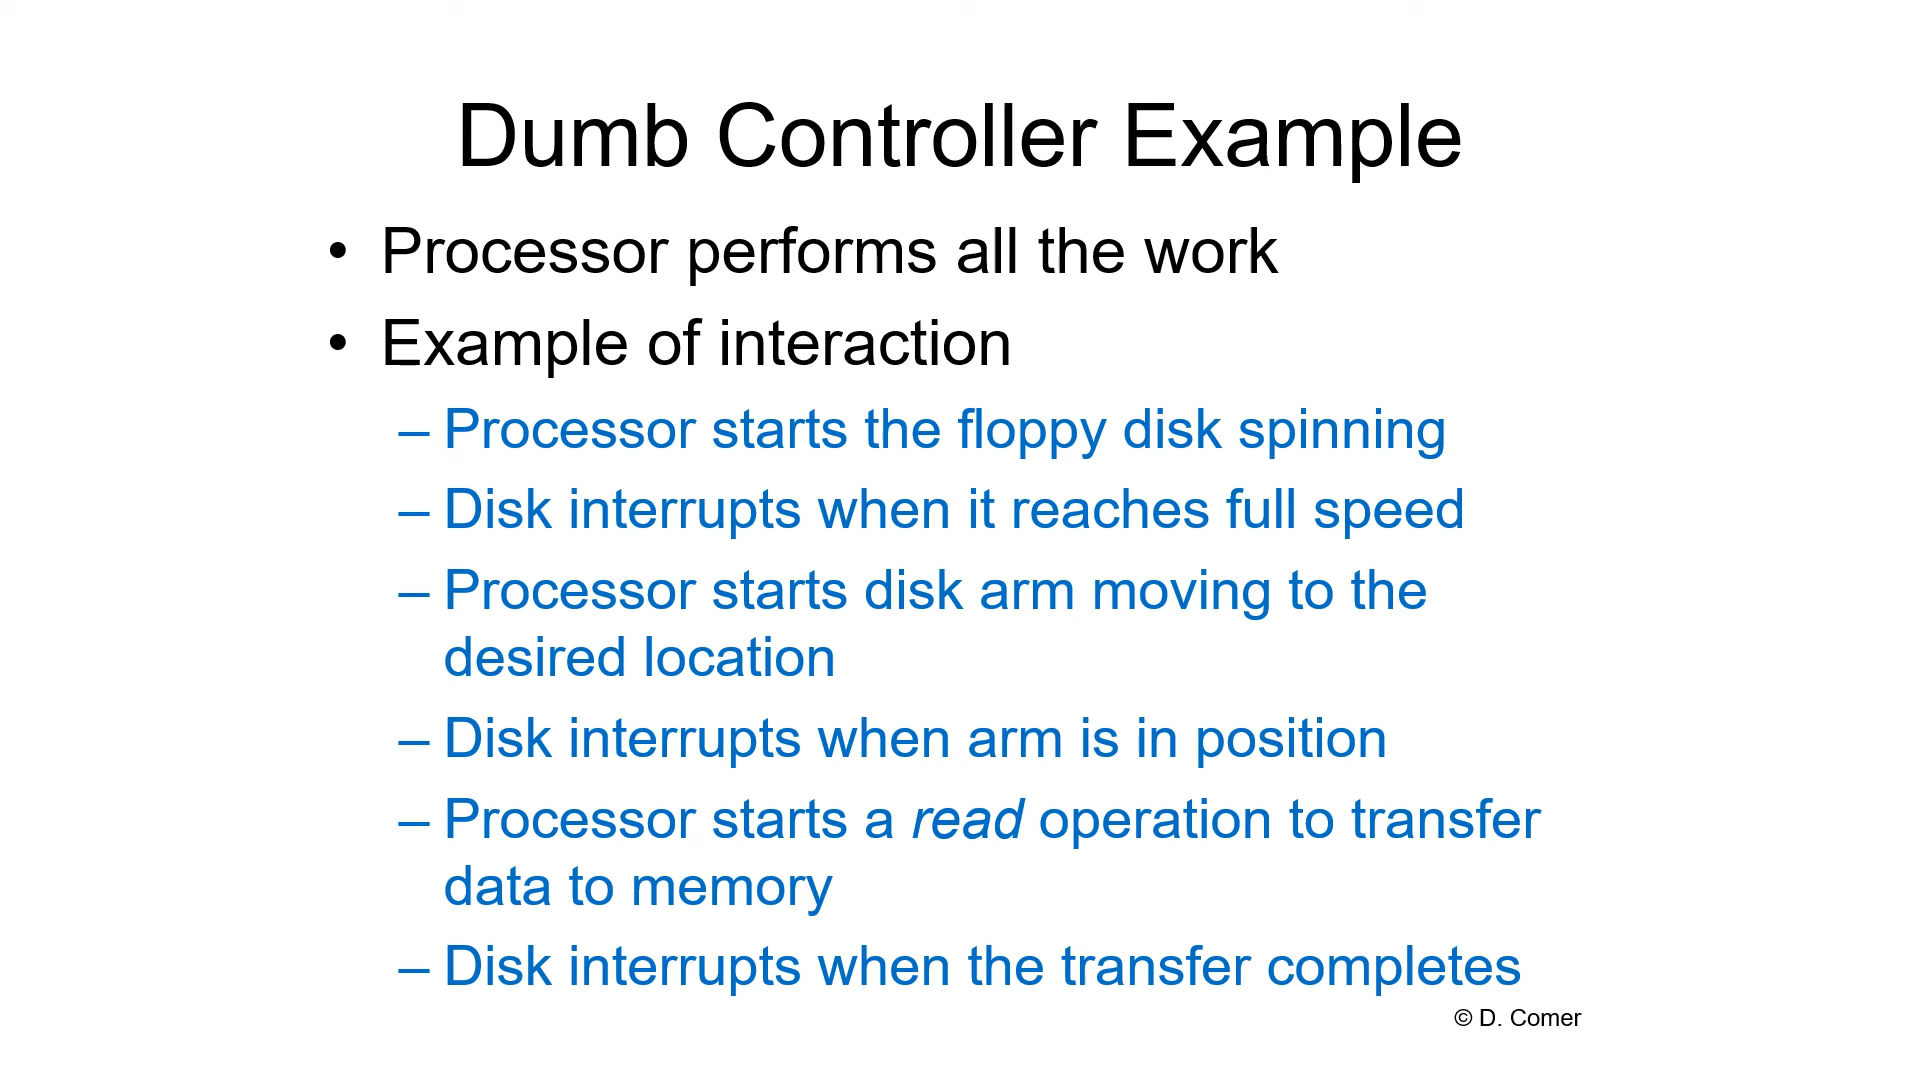 Dumb Controller Example
• Processor performs all the work
• Example of interaction
– Processor starts the floppy disk spinning
– Disk interrupts when it reaches full speed
– Processor starts disk arm moving to the
desired location
– Disk interrupts when arm is in position
– Processor starts a read operation to transfer
data to memory
– Disk interrupts when the transfer completes
© D. Comer